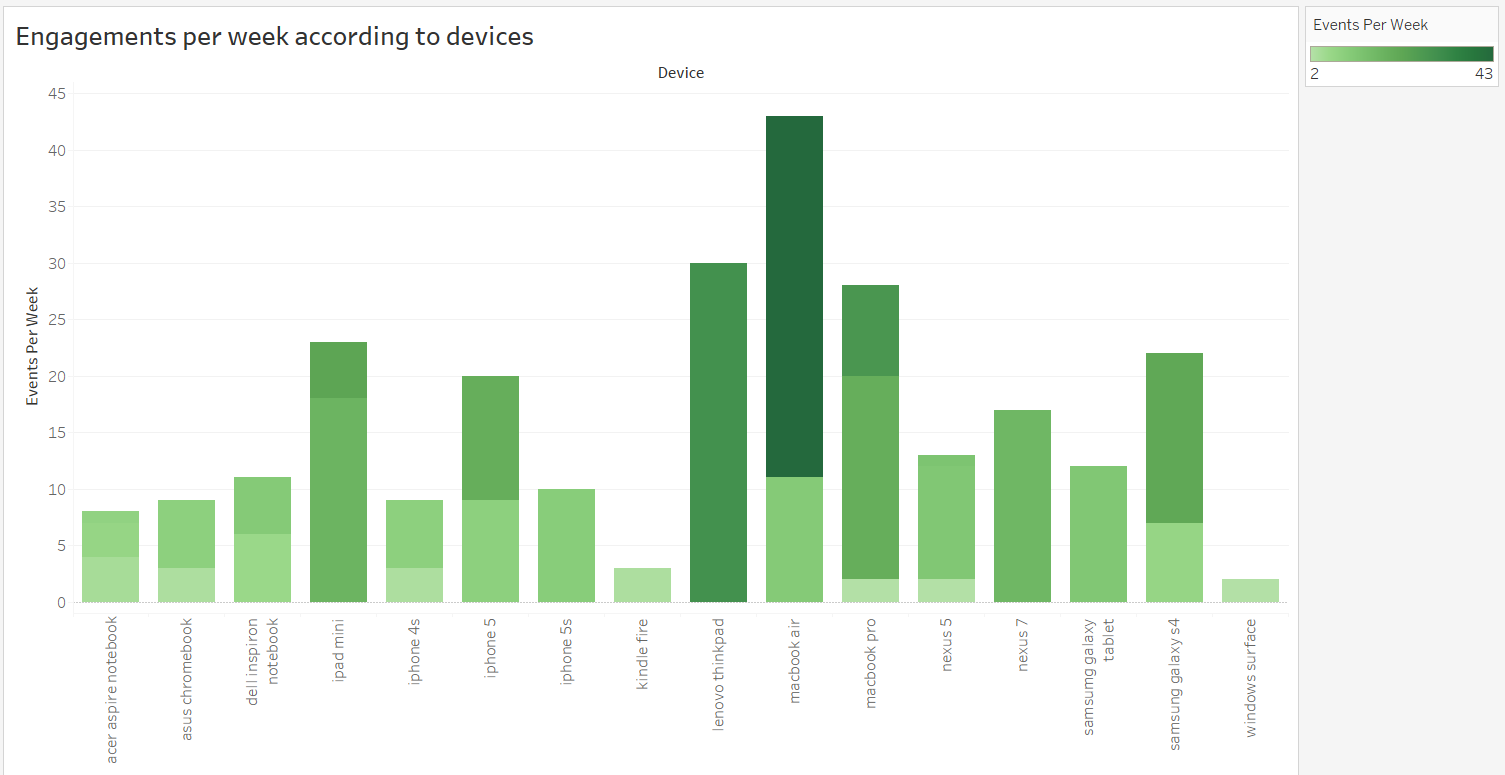 Engagements per week according to devices
Events Per Week
2 43
Device
Events Per Week
45
40
35
30
25
20
15
10
5
0
acer aspire notebook
asus chromebook
dell inspiron
notebook
ipad mini
iphone 4s
iphone 5
iphone 5s
kindle fire
lenovo thinkpad
macbook air
macbook pro
nexus 5
nexus 7
samsumg galaxy
tablet
samsung galaxy s4
windows surface